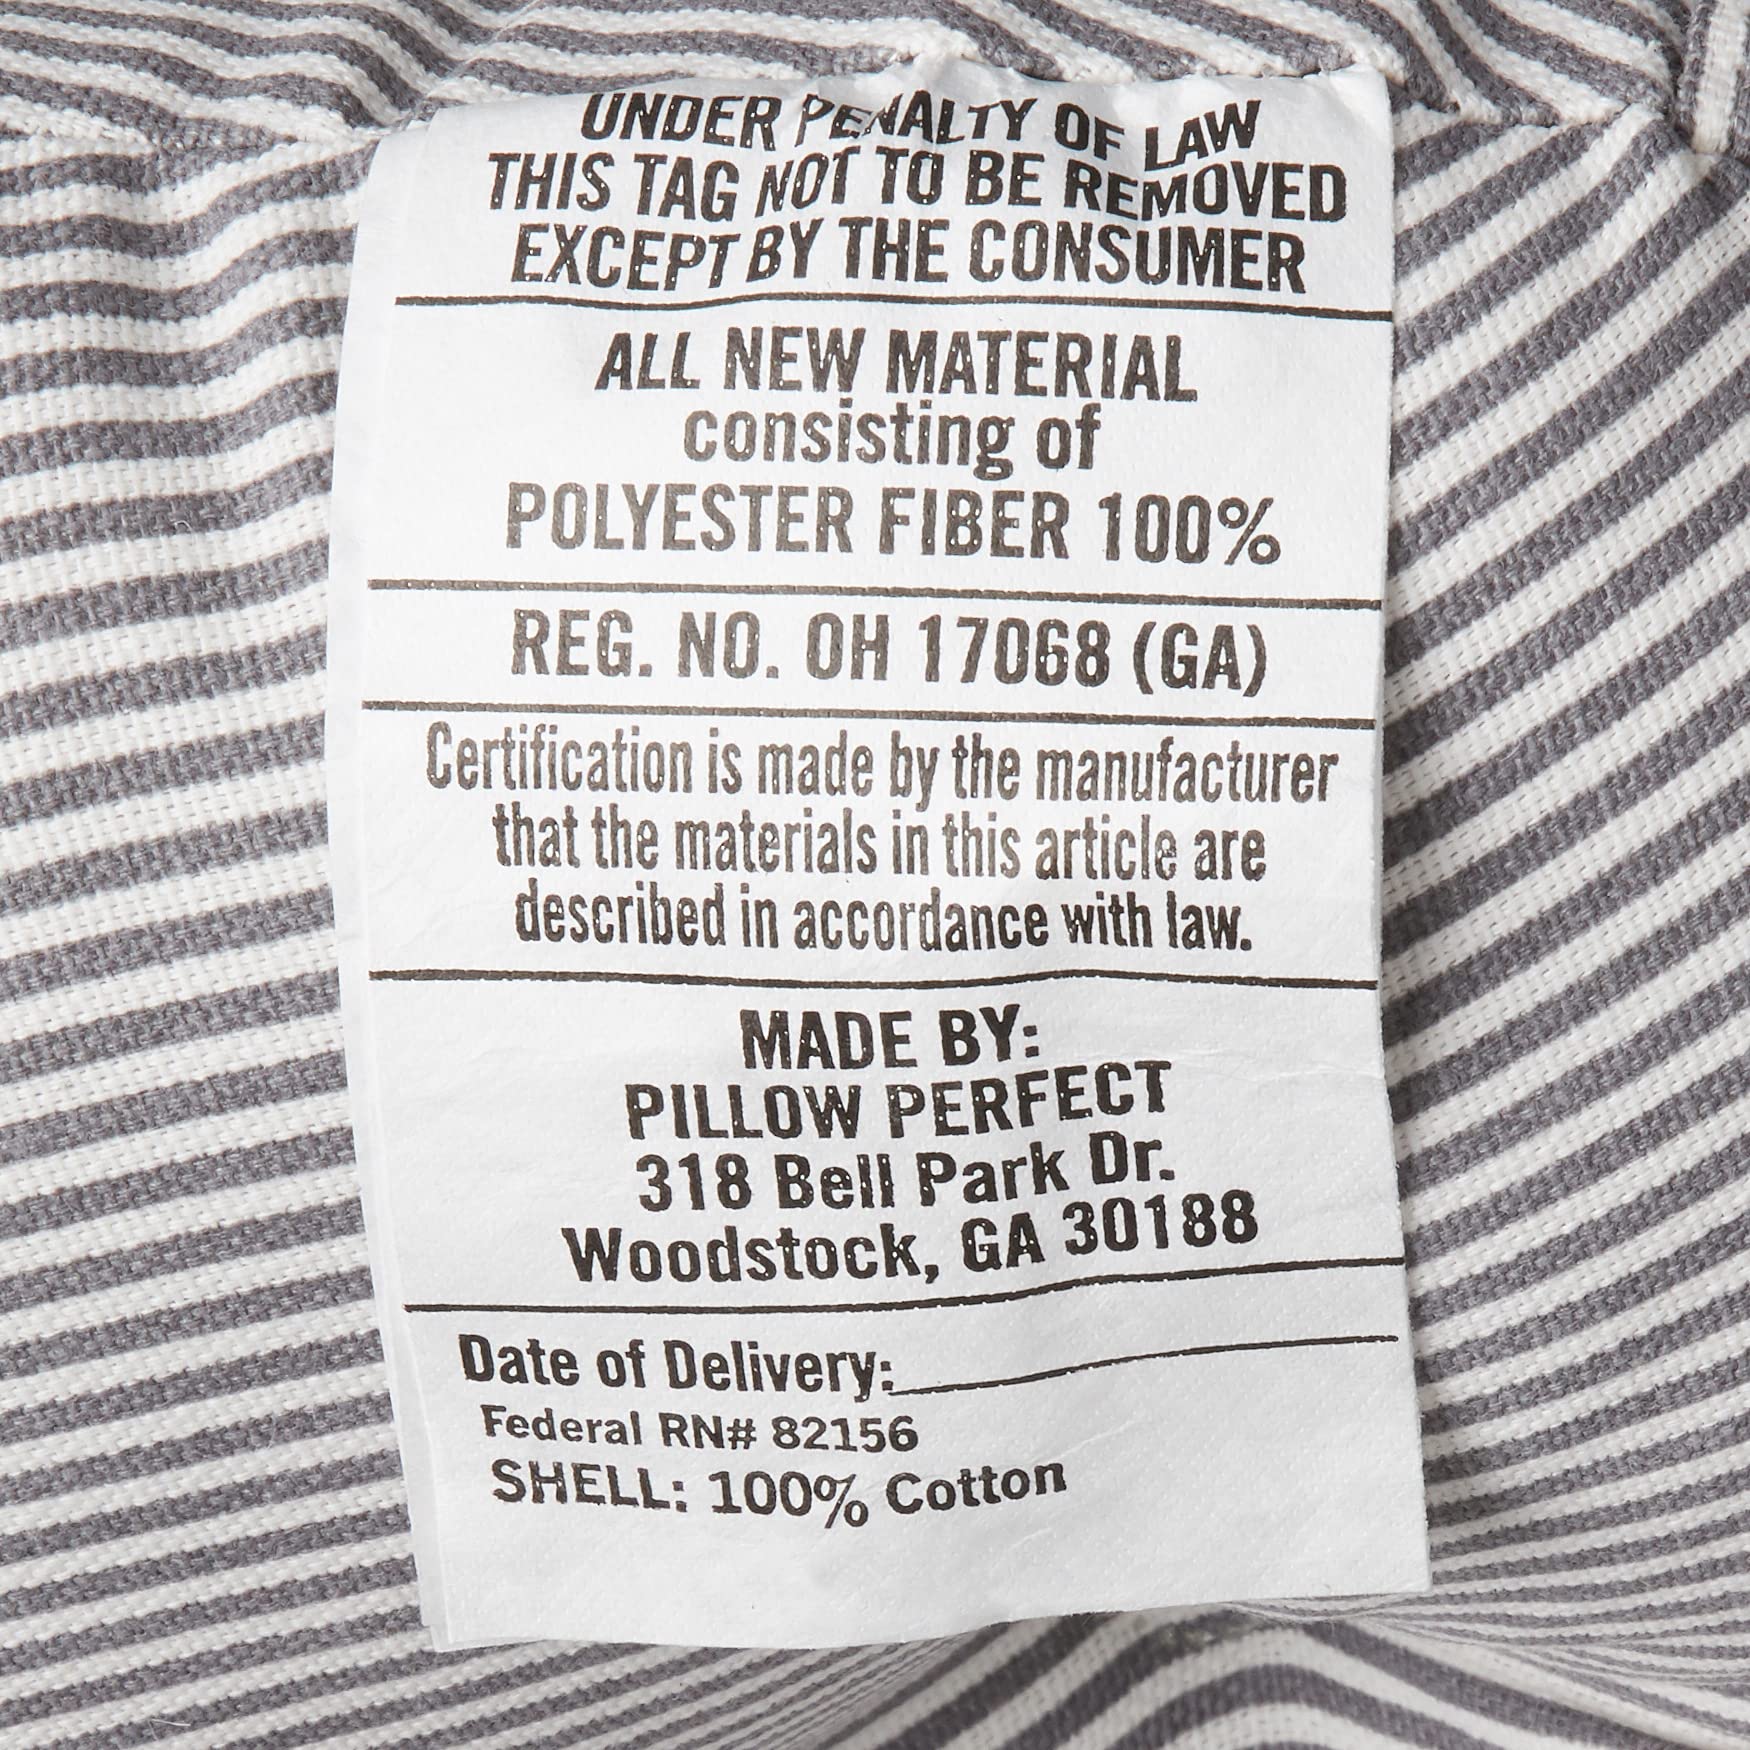 UNDER PENALTY OF LAW
THIS TAG NOT TO BE REMOVED
EXCEPT BY THE CONSUMER
ALL NEW MATERIAL
consisting of
POLYESTER FIBER 100%
REG. NO. OH 17068 (GA)
Certification is made by the manufacturer
that the materials in this article are
described in accordance with law.
MADE BY:
PILLOW PERFECT
318 Bell Park Dr.
Woodstock, GA 30188
Date of Delivery:
Federal RN# 82156
SHELL: 100% Cotton